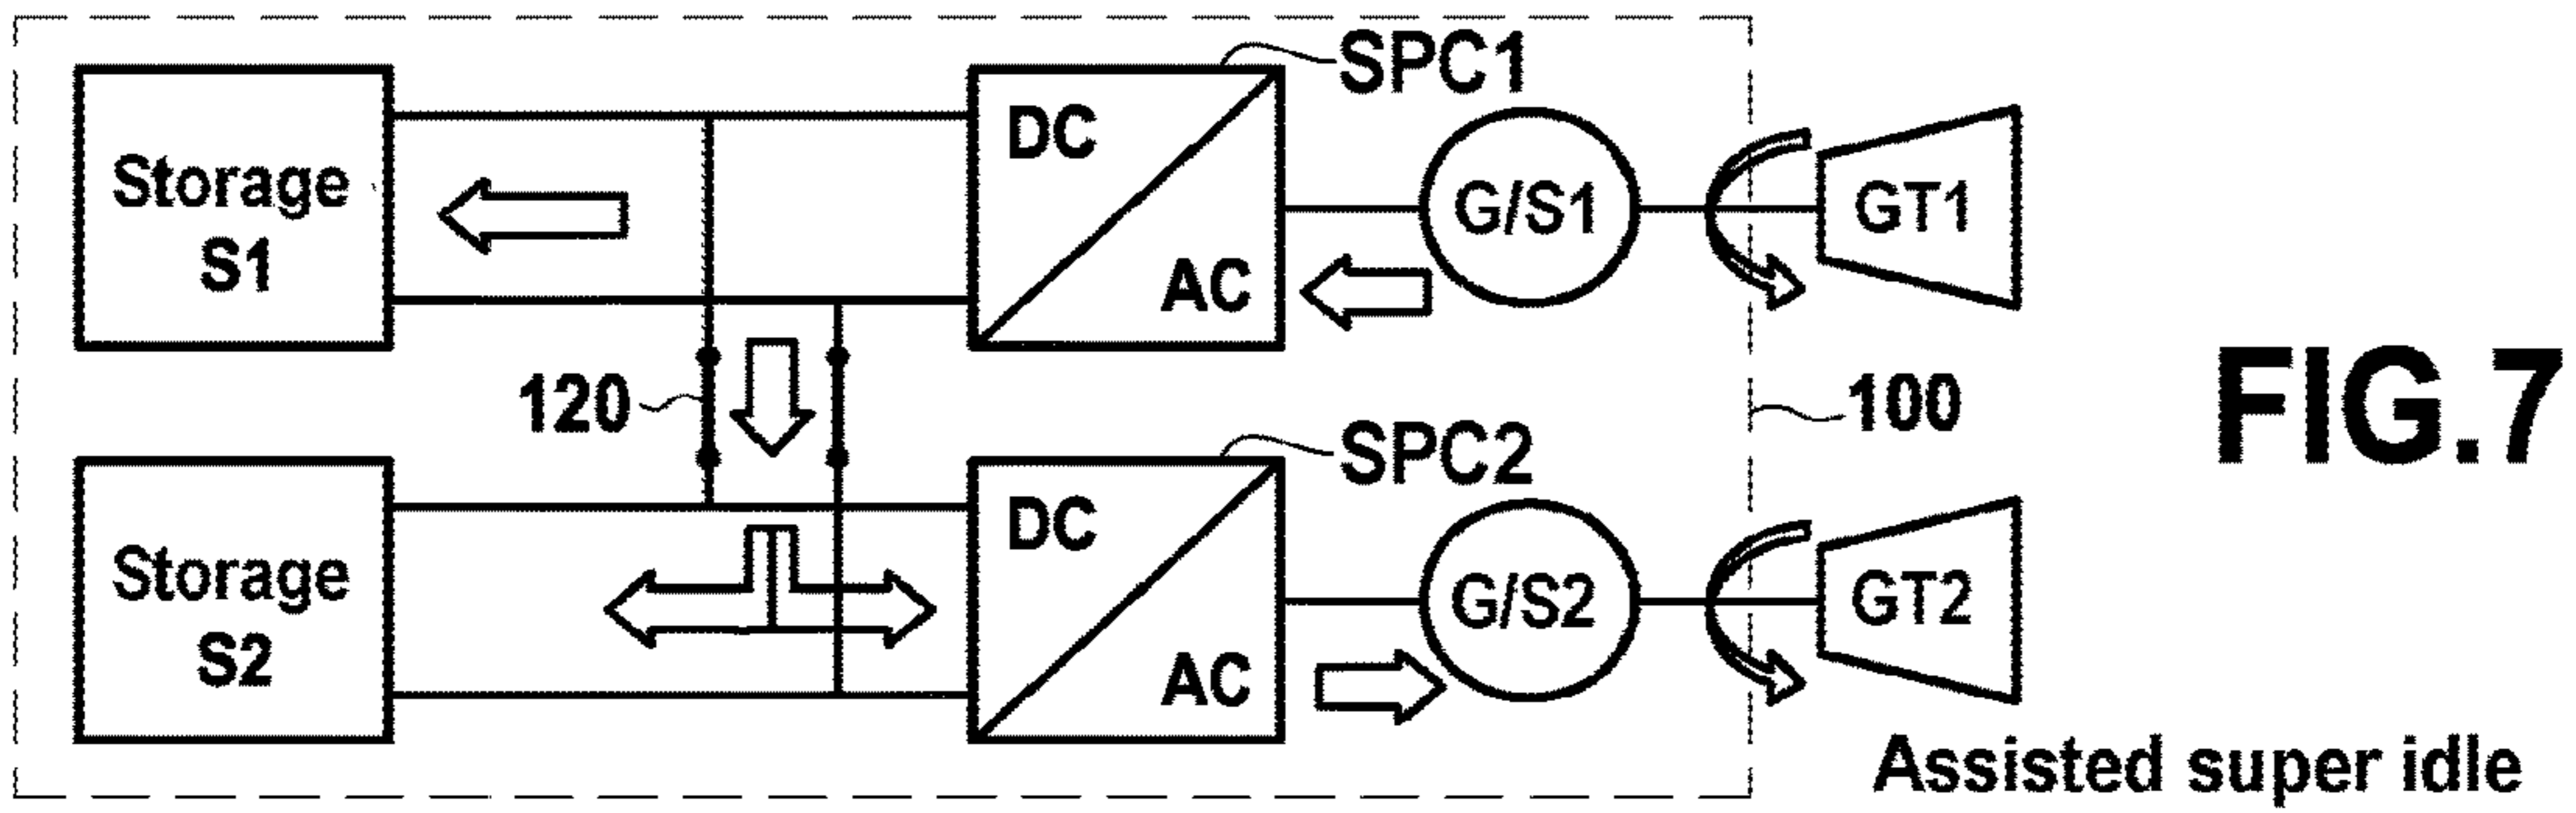 SPC1
DC
AC
Storage
S1
G/S1
GT1
120
100
FIG.7
SPC2
DC
AC
Storage
S2
G/S2
GT2
Assisted super idle